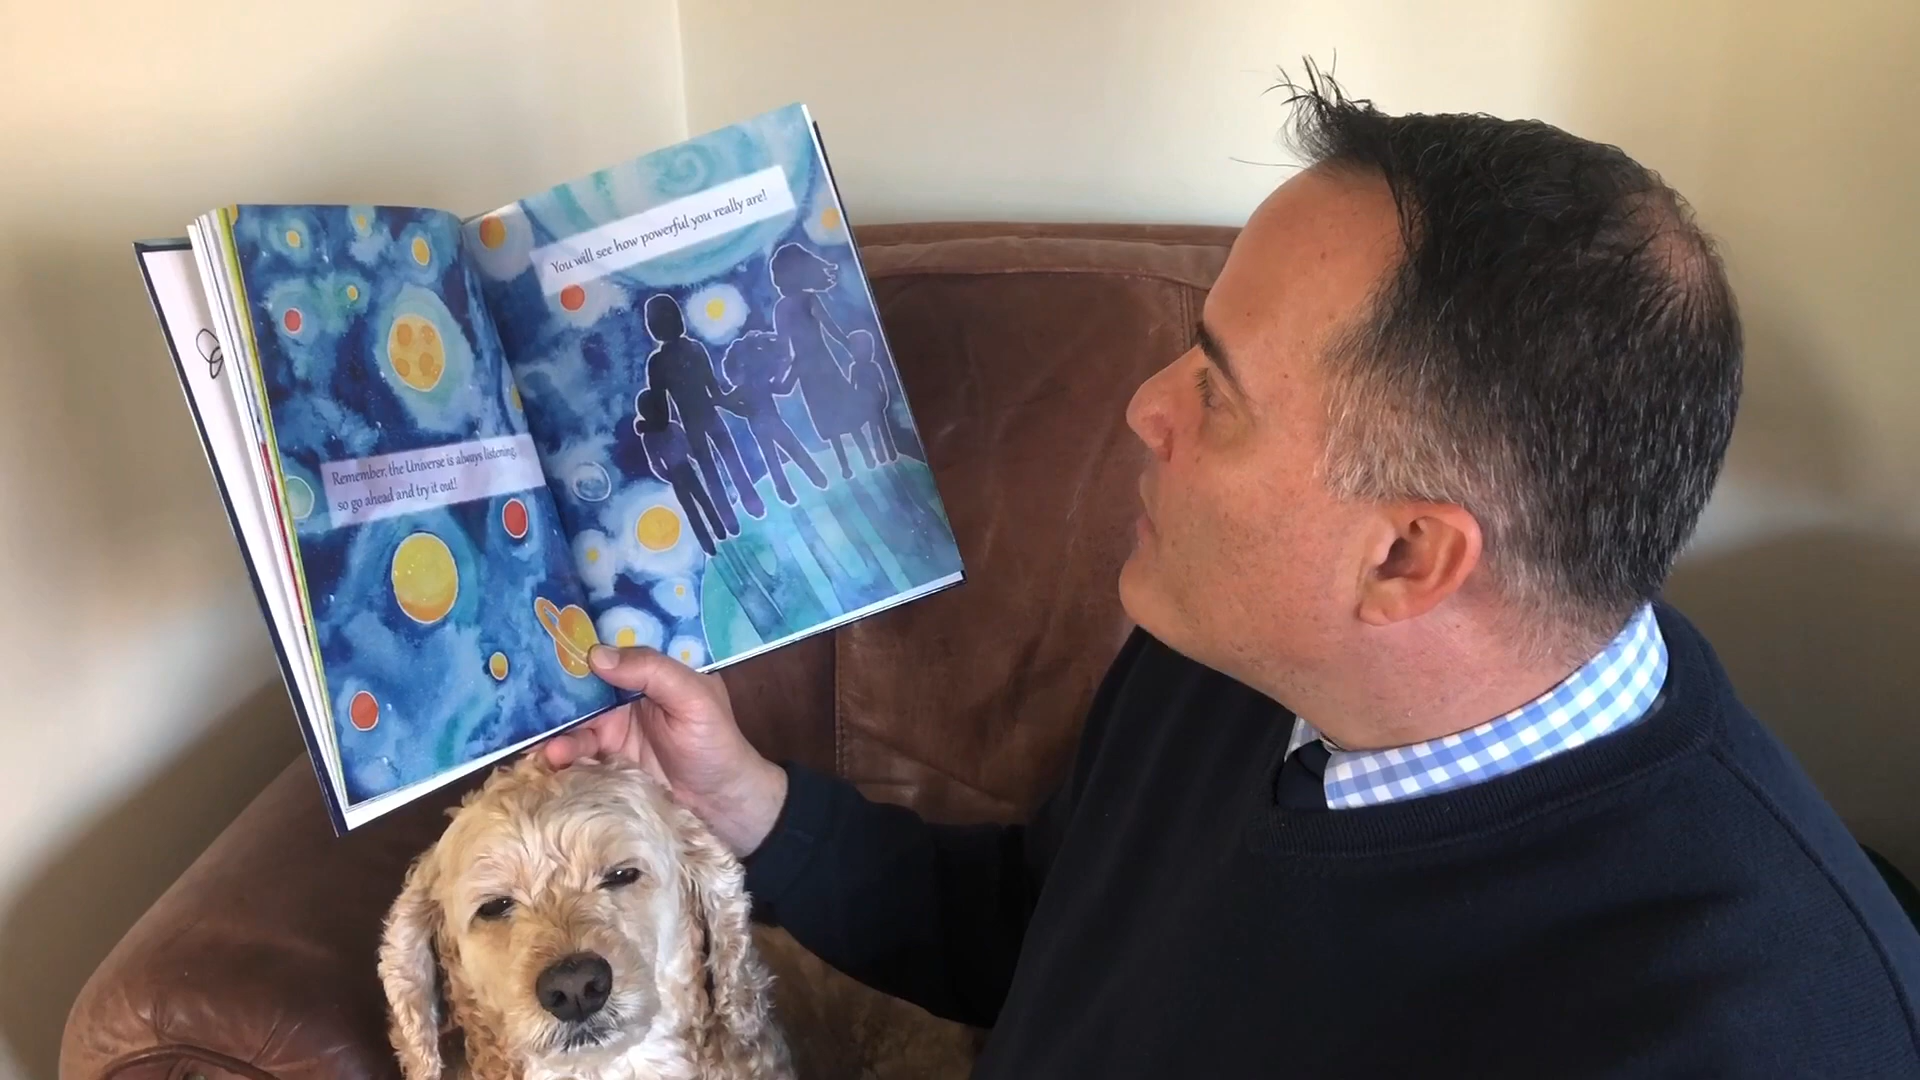 Remember, the Universe is always listening,
so go ahead and try it out!
You will see how powerful you really are!